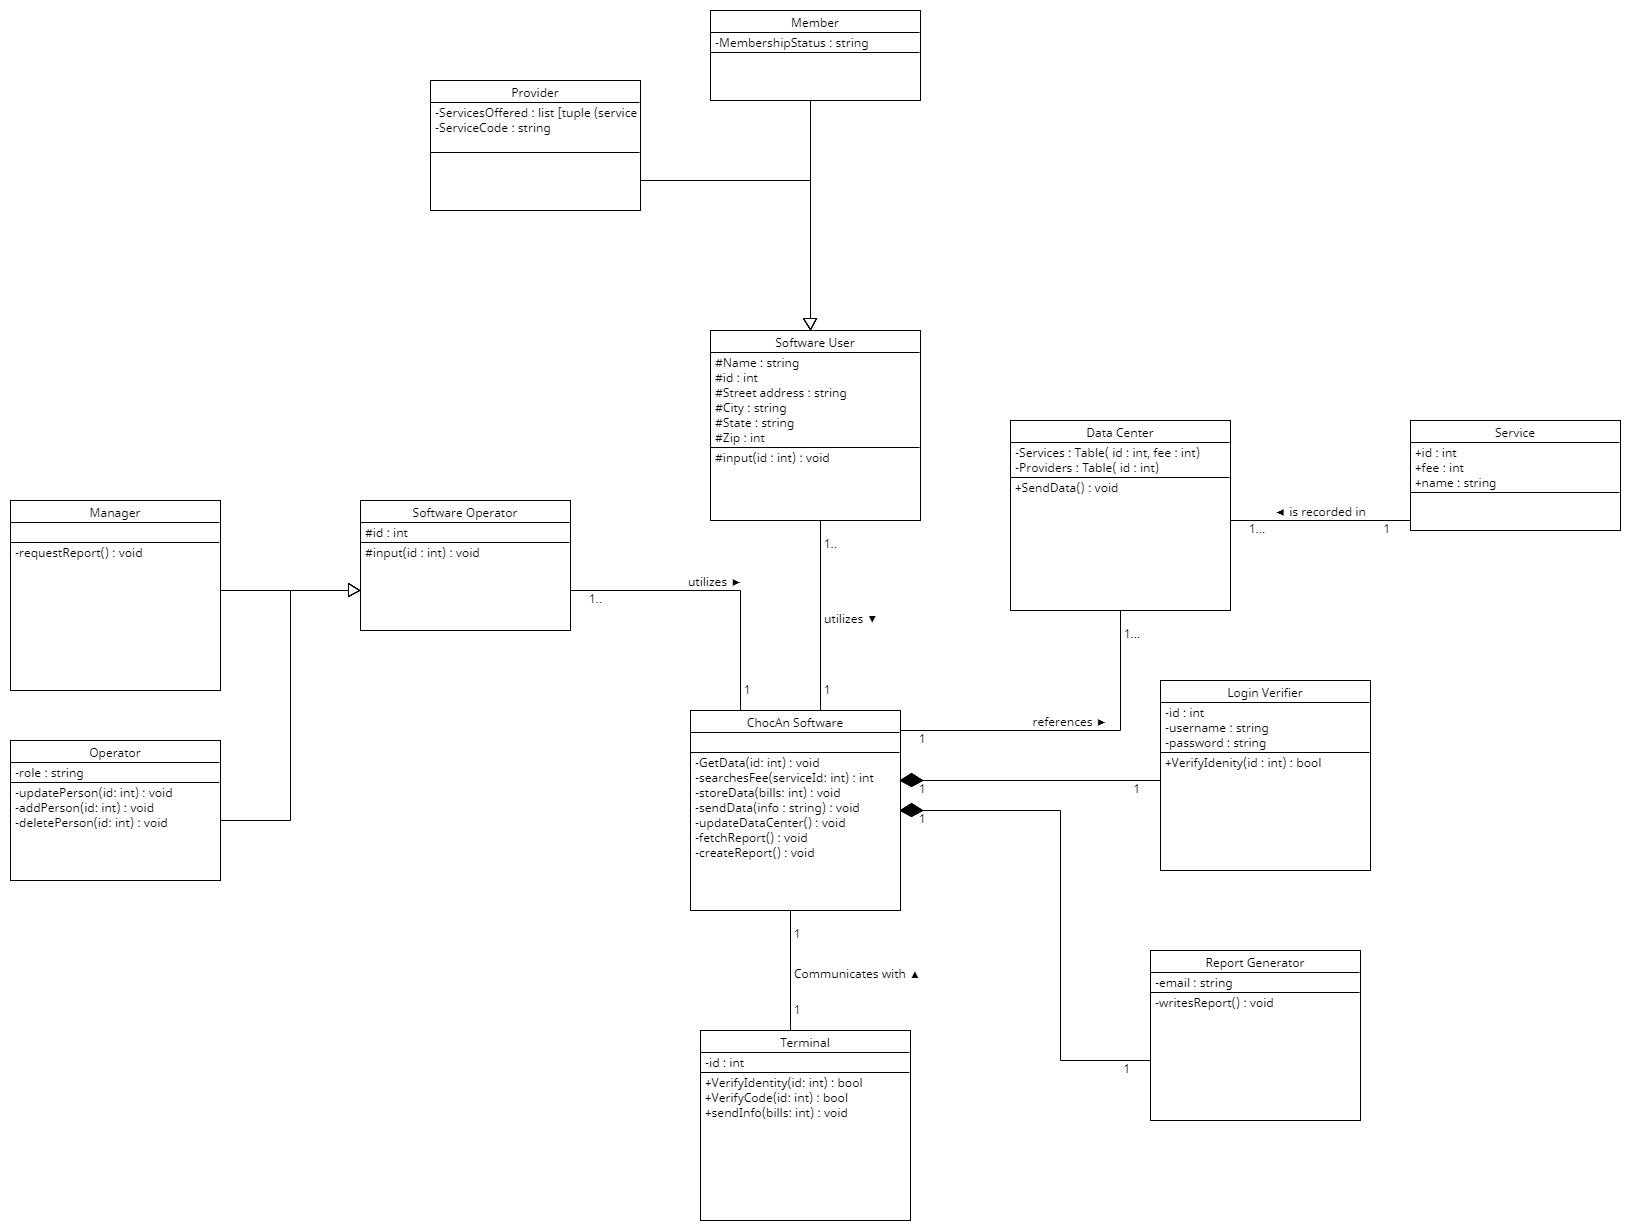 Member
-MembershipStatus : string
Provider
-ServicesOffered : list [tuple (service
-ServiceCode : string
Software User
#Name : string
#id : int
#Street address : string
#City : string
#State : string
#Zip : int
#input(id : int) : void
Data Center
-Services : Table( id : int, fee : int)
-Providers : Table( id : int)
+SendData() : void
Service
+id : int
+fee : int
+name : string
◄ is recorded in
1...
1
Manager
-requestReport() : void
Software Operator
#id : int
#input(id : int) : void
utilizes ►
1..
1
1..
utilizes ▼
1
1...
references ►
1
Operator
-role : string
-updatePerson(id: int) : void
-addPerson(id: int) : void
-deletePerson(id: int) : void
ChocAn Software
-GetData(id: int) : void
-searchesFee(serviceId: int) : int
-storeData(bills: int) : void
-sendData(info : string) : void
-updateDataCenter() : void
-fetchReport() : void
-createReport() : void
Login Verifier
-id : int
-username : string
-password : string
+VerifyIdenity(id : int) : bool
1
1
1
1
Report Generator
-email : string
-writesReport() : void
1
Communicates with ▲
1
Terminal
-id : int
+VerifyIdentity(id: int) : bool
+VerifyCode(id: int) : bool
+sendInfo(bills: int) : void